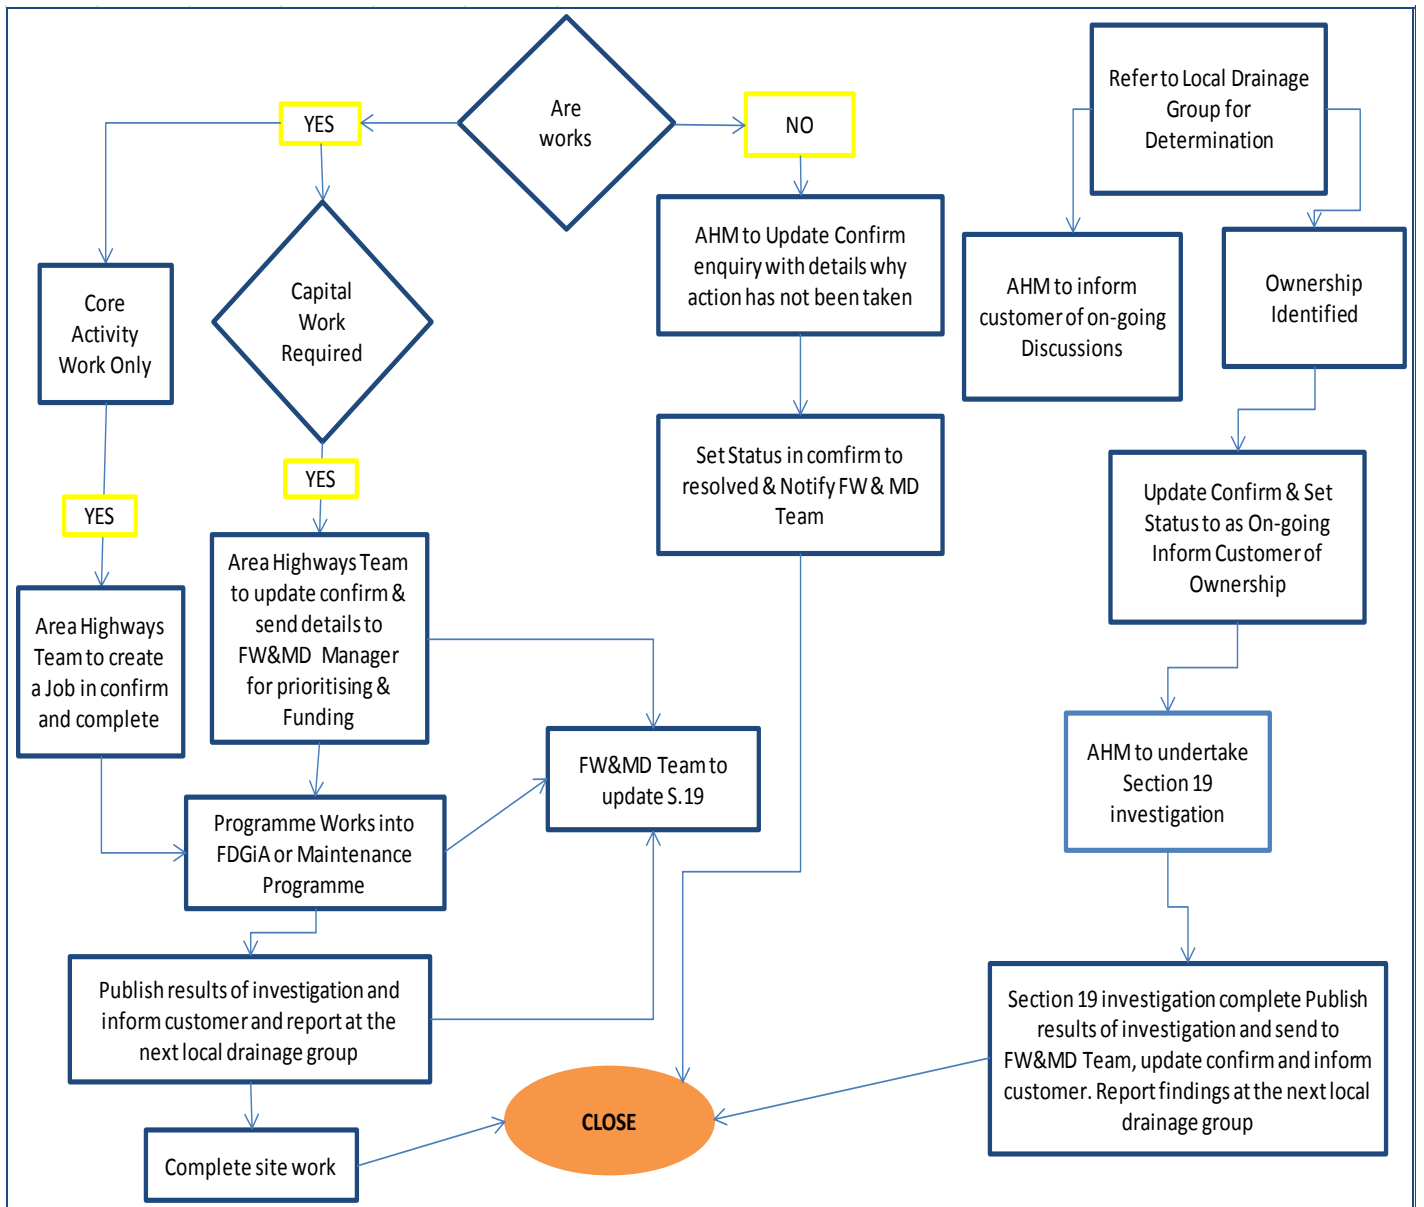 Are
works
YES
NO
Refer to Local Drainage
Group for
Determination
Core
Activity
Work Only
Capital
Work
Required
AHM to Update Confirm
enquiry with details why
action has not been taken
AHM to inform
customer of on-going
Discussions
Ownership
Identified
YES
YES
Set Status in comfirm to
resolved & Notify FW & MD
Team
Update Confirm & Set
Status to as On-going
Inform Customer of
Ownership
Area Highways
Team to create
a Job in confirm
and complete
Area Highways Team
to update confirm &
send details to
FW&MD Manager
for prioritising &
Funding
FW&MD Team to
update S.19
AHM to undertake
Section 19
investigation
Programme Works into
FDGiA or Maintenance
Programme
Publish results of investigation and
inform customer and report at the
next local drainage group
Section 19 investigation complete Publish
results of investigation and send to
FW&MD Team, update confirm and inform
customer. Report findings at the next local
drainage group
CLOSE
Complete site work